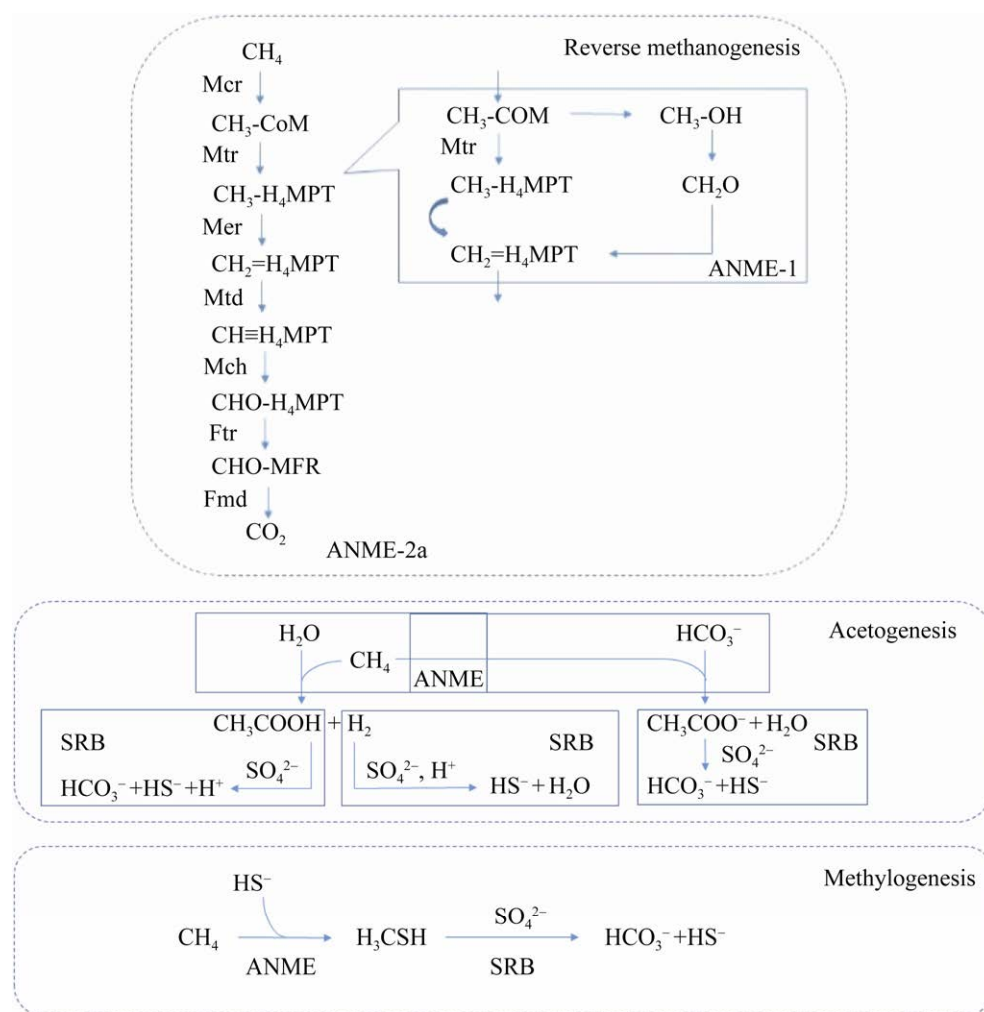 Reverse methanogenesis
CH₄
Mcr
CH₃-CoM
Mtr
CH₃-H₄MPT
Mer
CH₂=H₄MPT
Mtd
CH≡H₄MPT
Mch
CHO-H₄MPT
Ftr
CHO-MFR
Fmd
CO₂
ANME-2a
CH₃-COM
CH₃-OH
Mtr
CH₃-H₄MPT
CH₂O
CH₂=H₄MPT
ANME-1
Acetogenesis
H₂O
HCO₃⁻
CH₄
ANME
CH₃COOH + H₂
CH₃COO⁻ + H₂O
SRB
SO₄²⁻
HCO₃⁻+HS⁻+H⁺
SRB
SO₄²⁻, H⁺
HS⁻ + H₂O
SRB
SO₄²⁻
HCO₃⁻+HS⁻
Methylogenesis
HS⁻
CH₄
ANME
H₃CSH
SO₄²⁻
SRB
HCO₃⁻+HS⁻